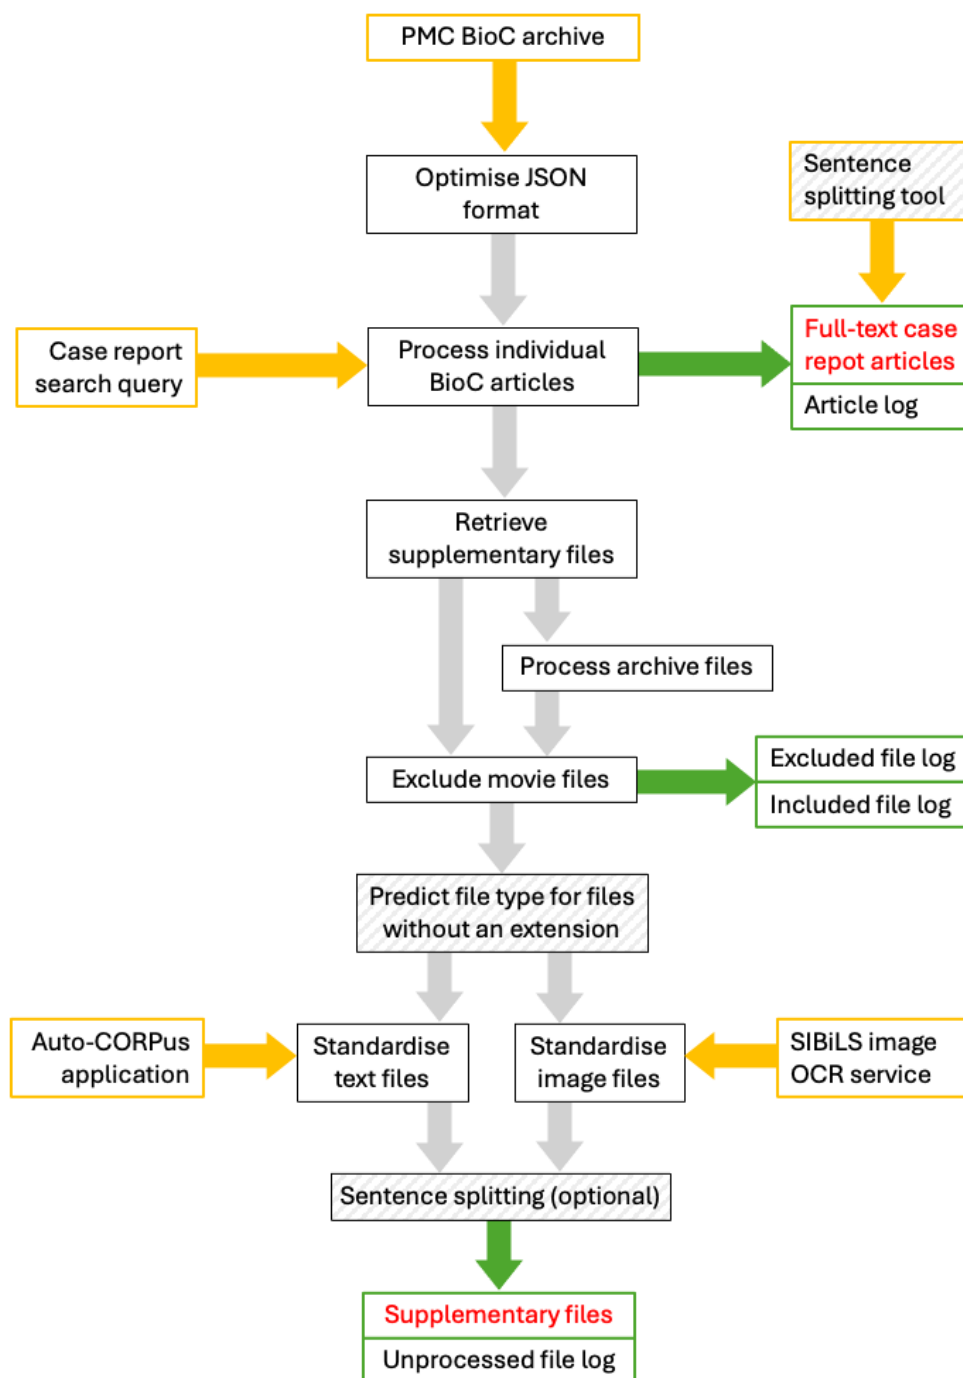 PMC BioC archive
Optimise JSON
format
Sentence
splitting tool
Case report
search query
Process individual
BioC articles
Full-text case
repot articles
Article log
Retrieve
supplementary files
Process archive files
Exclude movie files
Excluded file log
Included file log
Predict file type for files
without an extension
Auto-CORPus
application
Standardise
text files
Standardise
image files
SIBiLS image
OCR service
Sentence splitting (optional)
Supplementary files
Unprocessed file log